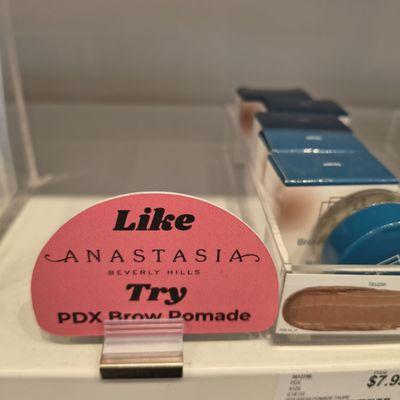 Like
ANASTASIA
BEVERLY HILLS
Try
PDX Brow Pomade
taupe
$7.9